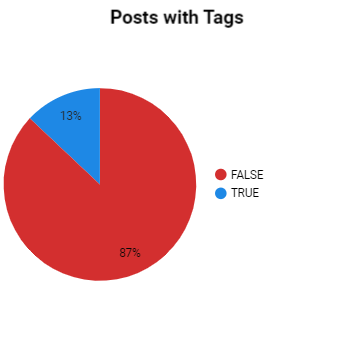 Posts with Tags
13%
FALSE
TRUE
87%